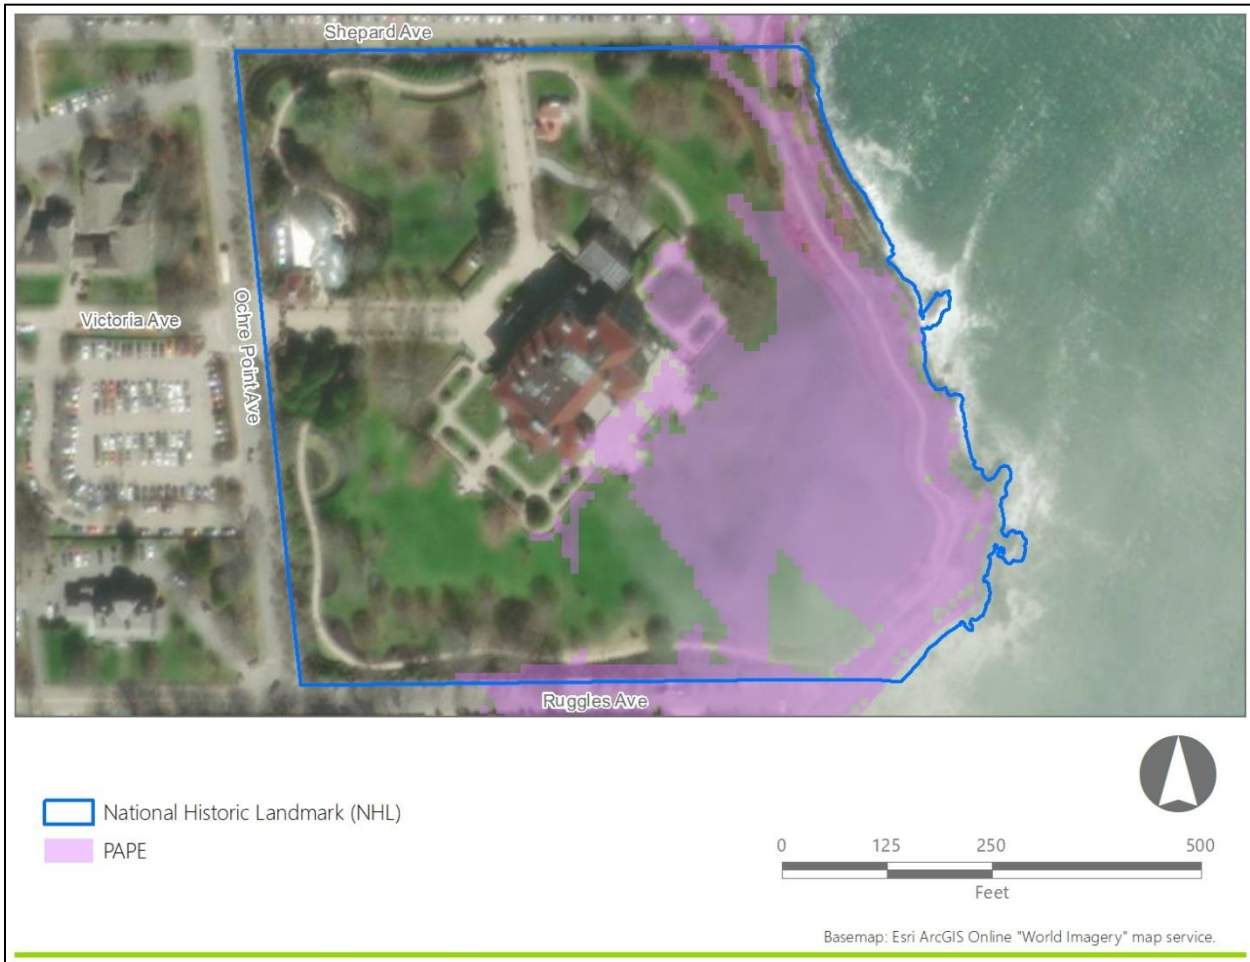 Shepard Ave
Victoria Ave
Ochre Point Ave
Ruggles Ave
National Historic Landmark (NHL)
PAPE
0 125 250 500
Feet
Basemap: Esri ArcGIS Online "World Imagery" map service.